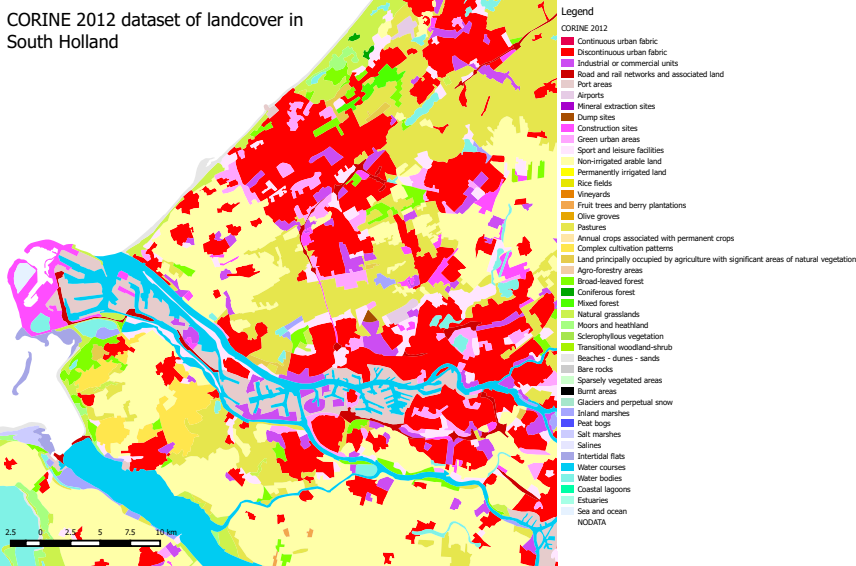 CORINE 2012 dataset of landcover in
South Holland
Legend
CORINE 2012
Continuous urban fabric
Discontinuous urban fabric
Industrial or commercial units
Road and rail networks and associated land
Port areas
Airports
Mineral extraction sites
Dump sites
Construction sites
Green urban areas
Sport and leisure facilities
Non-irrigated arable land
Permanently irrigated land
Rice fields
Vineyards
Fruit trees and berry plantations
Olive groves
Pastures
Annual crops associated with permanent crops
Complex cultivation patterns
Land principally occupied by agriculture with significant areas of natural vegetation
Agro-forestry areas
Broad-leaved forest
Coniferous forest
Mixed forest
Natural grasslands
Moors and heathland
Sclerophyllous vegetation
Transitional woodland-shrub
Beaches - dunes - sands
Bare rocks
Sparsely vegetated areas
Burnt areas
Glaciers and perpetual snow
Inland marshes
Peat bogs
Salt marshes
Salines
Intertidal flats
Water courses
Water bodies
Coastal lagoons
Estuaries
Sea and ocean
NODATA
2.5 0 2.5 5 7.5 10 km